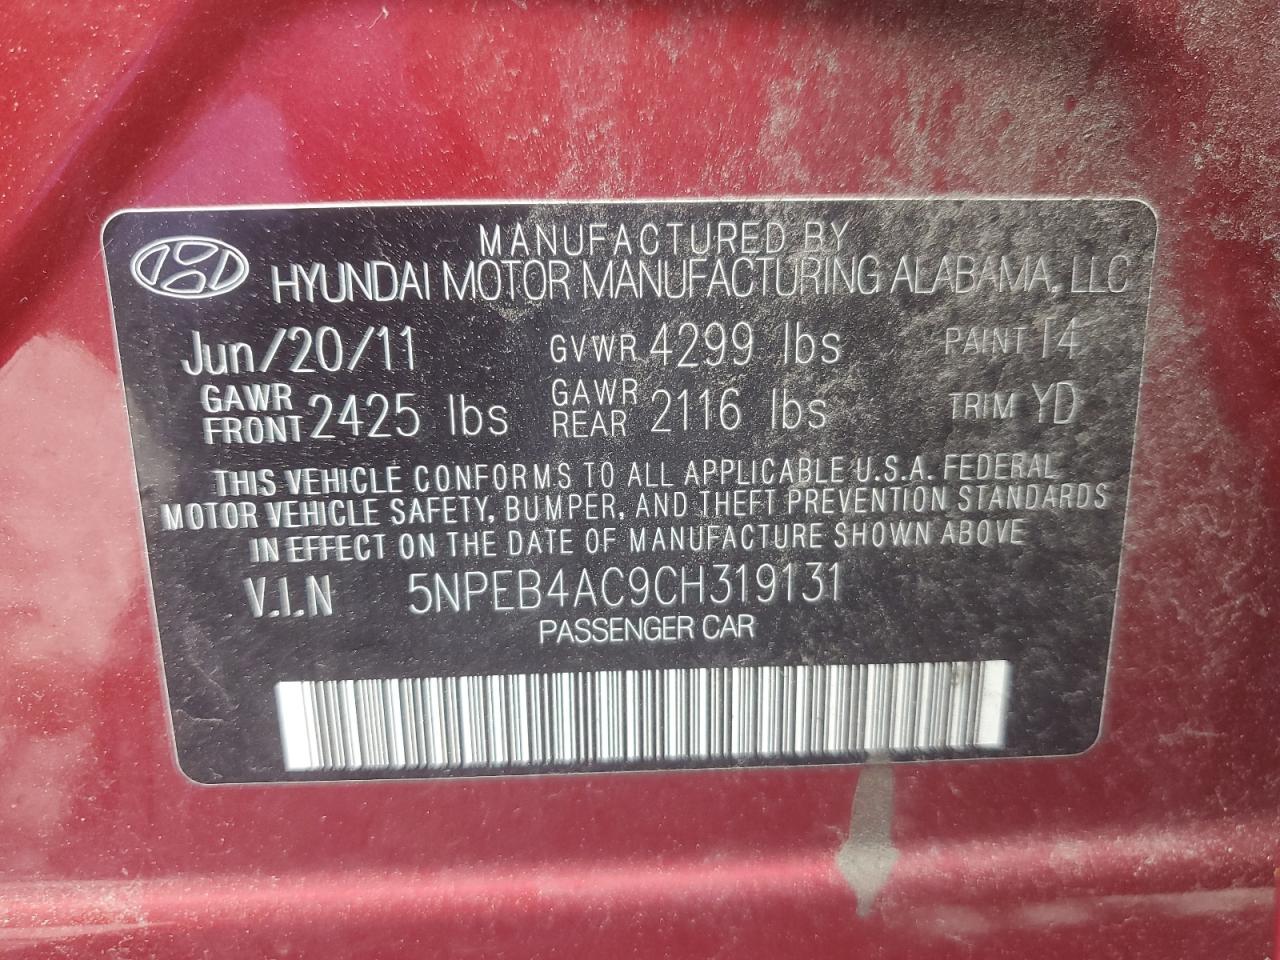 MANUFACTURED BY
HYUNDAI MOTOR MANUFACTURING ALABAMA, LLC
Jun/20/11 GVWR 4299 lbs PAINT T4
GAWR FRONT 2425 lbs GAWR REAR 2116 lbs TRIM YD
THIS VEHICLE CONFORMS TO ALL APPLICABLE U.S.A. FEDERAL
MOTOR VEHICLE SAFETY, BUMPER, AND THEFT PREVENTION STANDARDS
IN EFFECT ON THE DATE OF MANUFACTURE SHOWN ABOVE
V.I.N 5NPEB4AC9CH319131
PASSENGER CAR